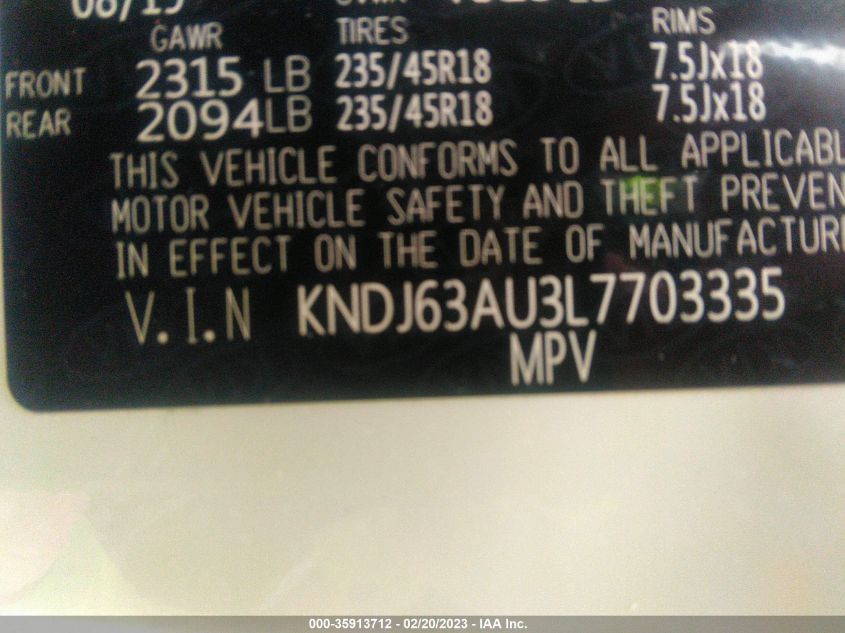 08/19
GAWR TIRES RIMS
FRONT 2315 LB 235/45R18 7.5Jx18
REAR 2094LB 235/45R18 7.5Jx18
THIS VEHICLE CONFORMS TO ALL APPLICABL
MOTOR VEHICLE SAFETY AND THEFT PREVEN
IN EFFECT ON THE DATE OF MANUFACTUR
V.I.N KNDJ63AU3L7703335
MPV
000-35913712 - 02/20/2023 - IAA Inc.